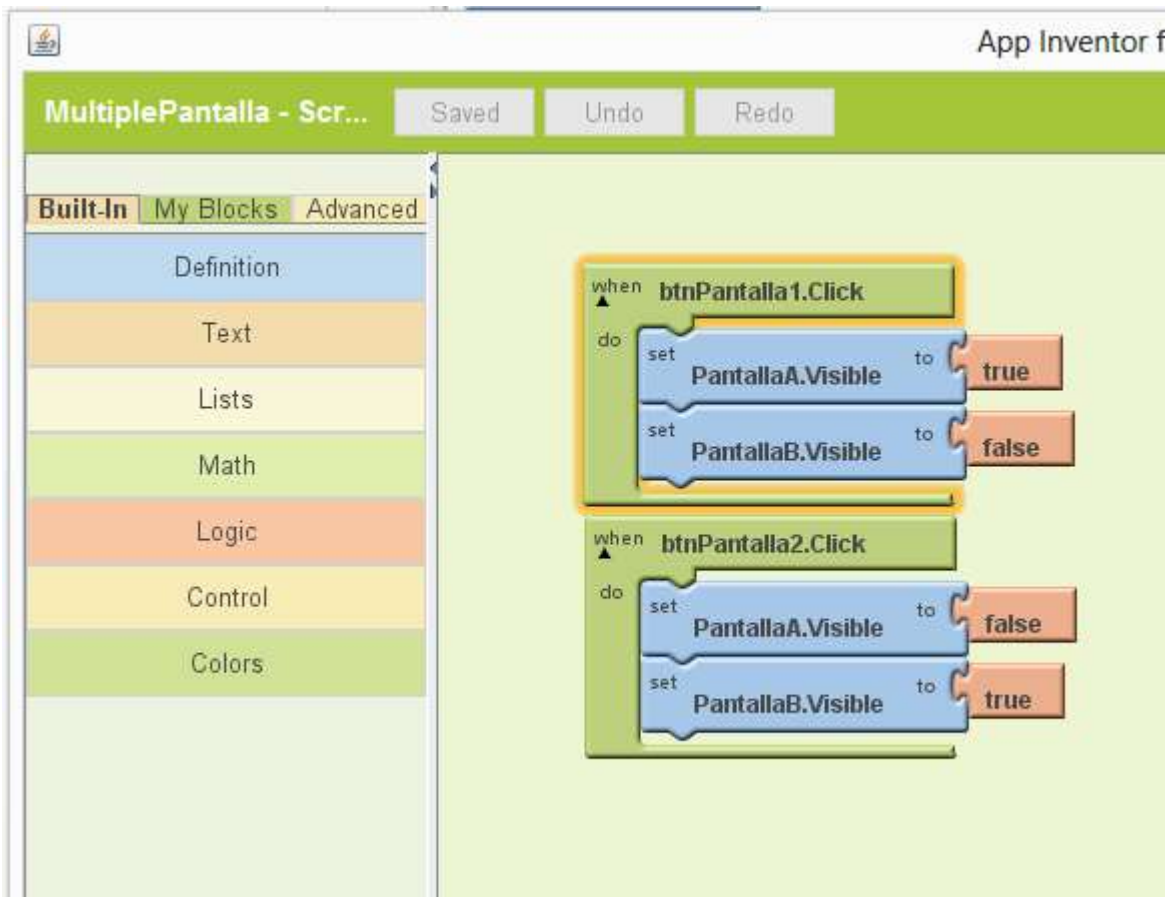 App Inventor f
MultiplePantalla - Scr... Saved Undo Redo
Built-In My Blocks Advanced
Definition
Text
Lists
Math
Logic
Control
Colors
when btnPantalla1.Click
do set PantallaA.Visible to true
set PantallaB.Visible to false
when btnPantalla2.Click
do set PantallaA.Visible to false
set PantallaB.Visible to true